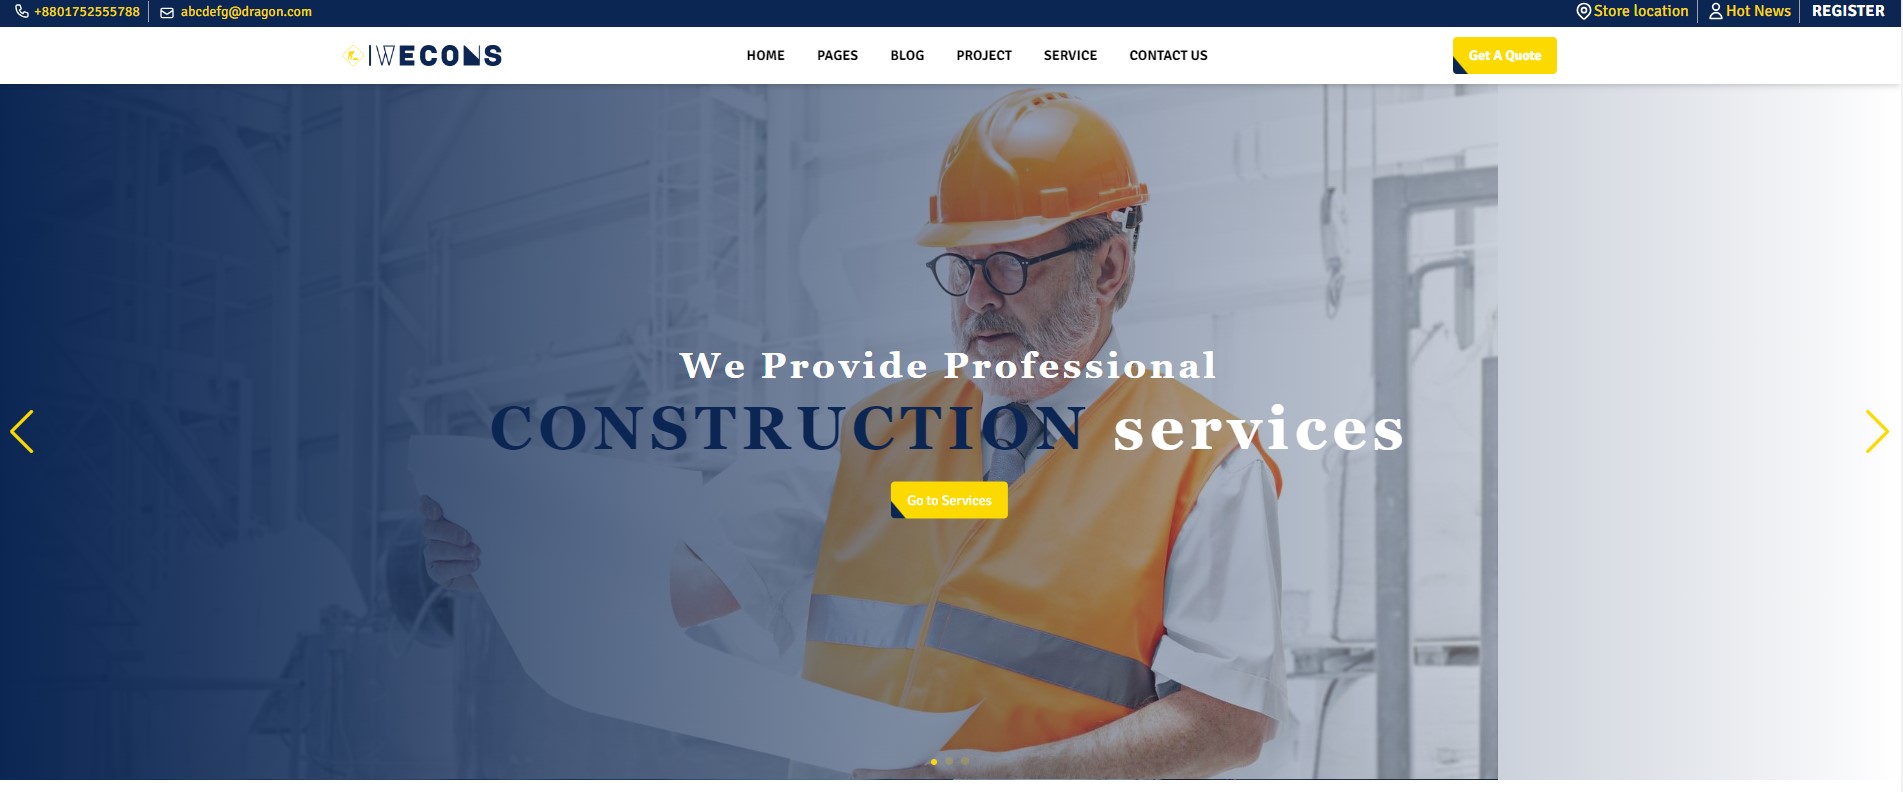 +8801752555788
abcdefg@dragon.com
Store location
Hot News
REGISTER
IWECONS
HOME
PAGES
BLOG
PROJECT
SERVICE
CONTACT US
Get A Quote
We Provide Professional
CONSTRUCTION services
Go to Services